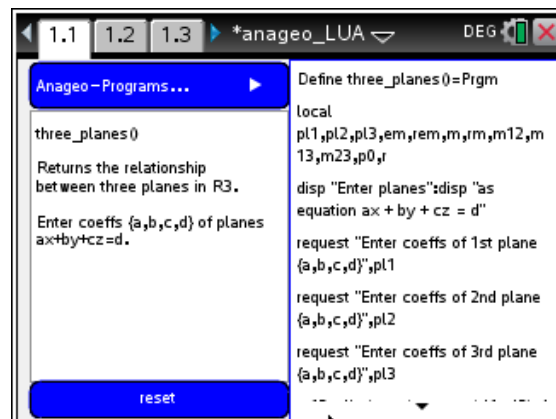 1.1 1.2 1.3 *anageo_LUA DEG
Anageo-Programs...
three_planes()
Returns the relationship
between three planes in R3.
Enter coeffs {a,b,c,d} of planes
ax+by+cz=d.
reset
Define three_planes()=Prgm
local
pl1,pl2,pl3,em,rem,m,rm,m12,m
13,m23,p0,r
disp "Enter planes":disp "as
equation ax + by + cz = d"
request "Enter coeffs of 1st plane
{a,b,c,d}",pl1
request "Enter coeffs of 2nd plane
{a,b,c,d}",pl2
request "Enter coeffs of 3rd plane
{a,b,c,d}",pl3